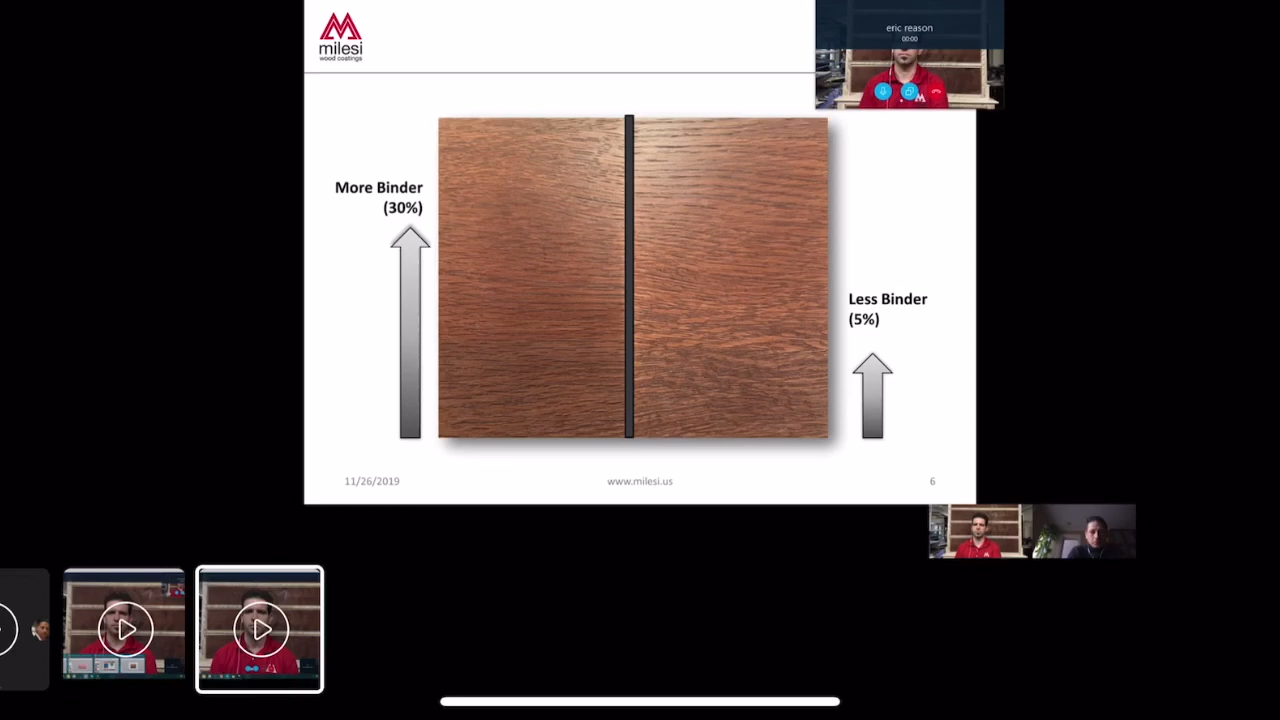 milesi
wood coatings
eric reason
00:00
More Binder
(30%)
Less Binder
(5%)
11/26/2019
www.milesi.us
6